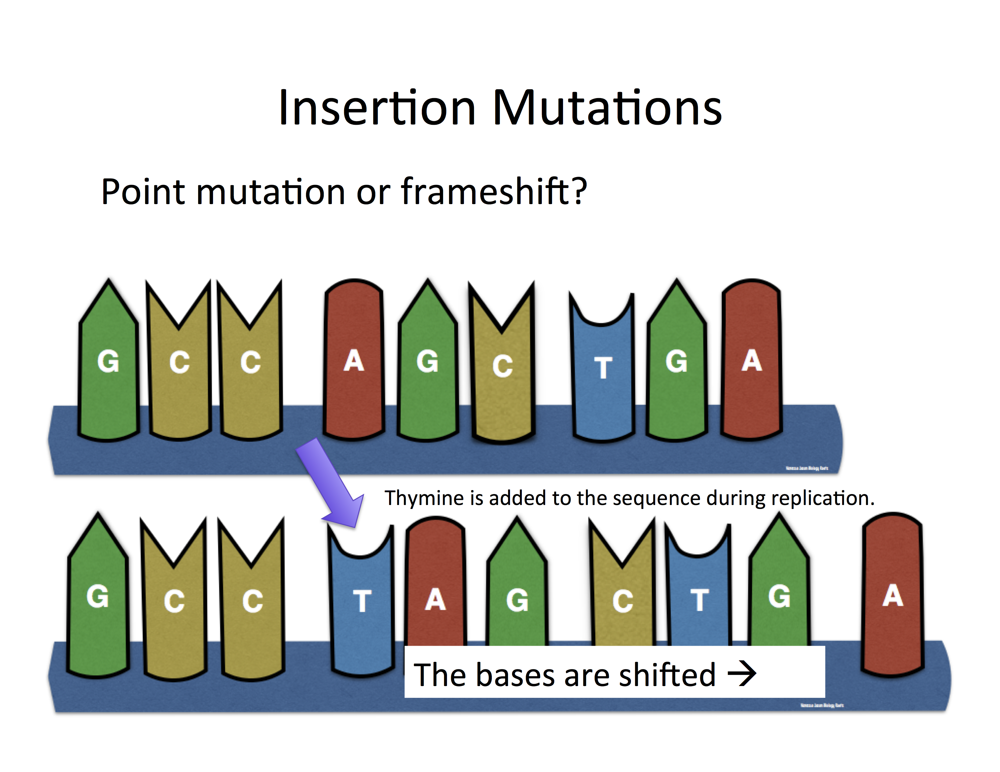 Insertion Mutations
Point mutation or frameshift?
G C C A G C T G A
Thymine is added to the sequence during replication.
G C C T A G C T G A
The bases are shifted →